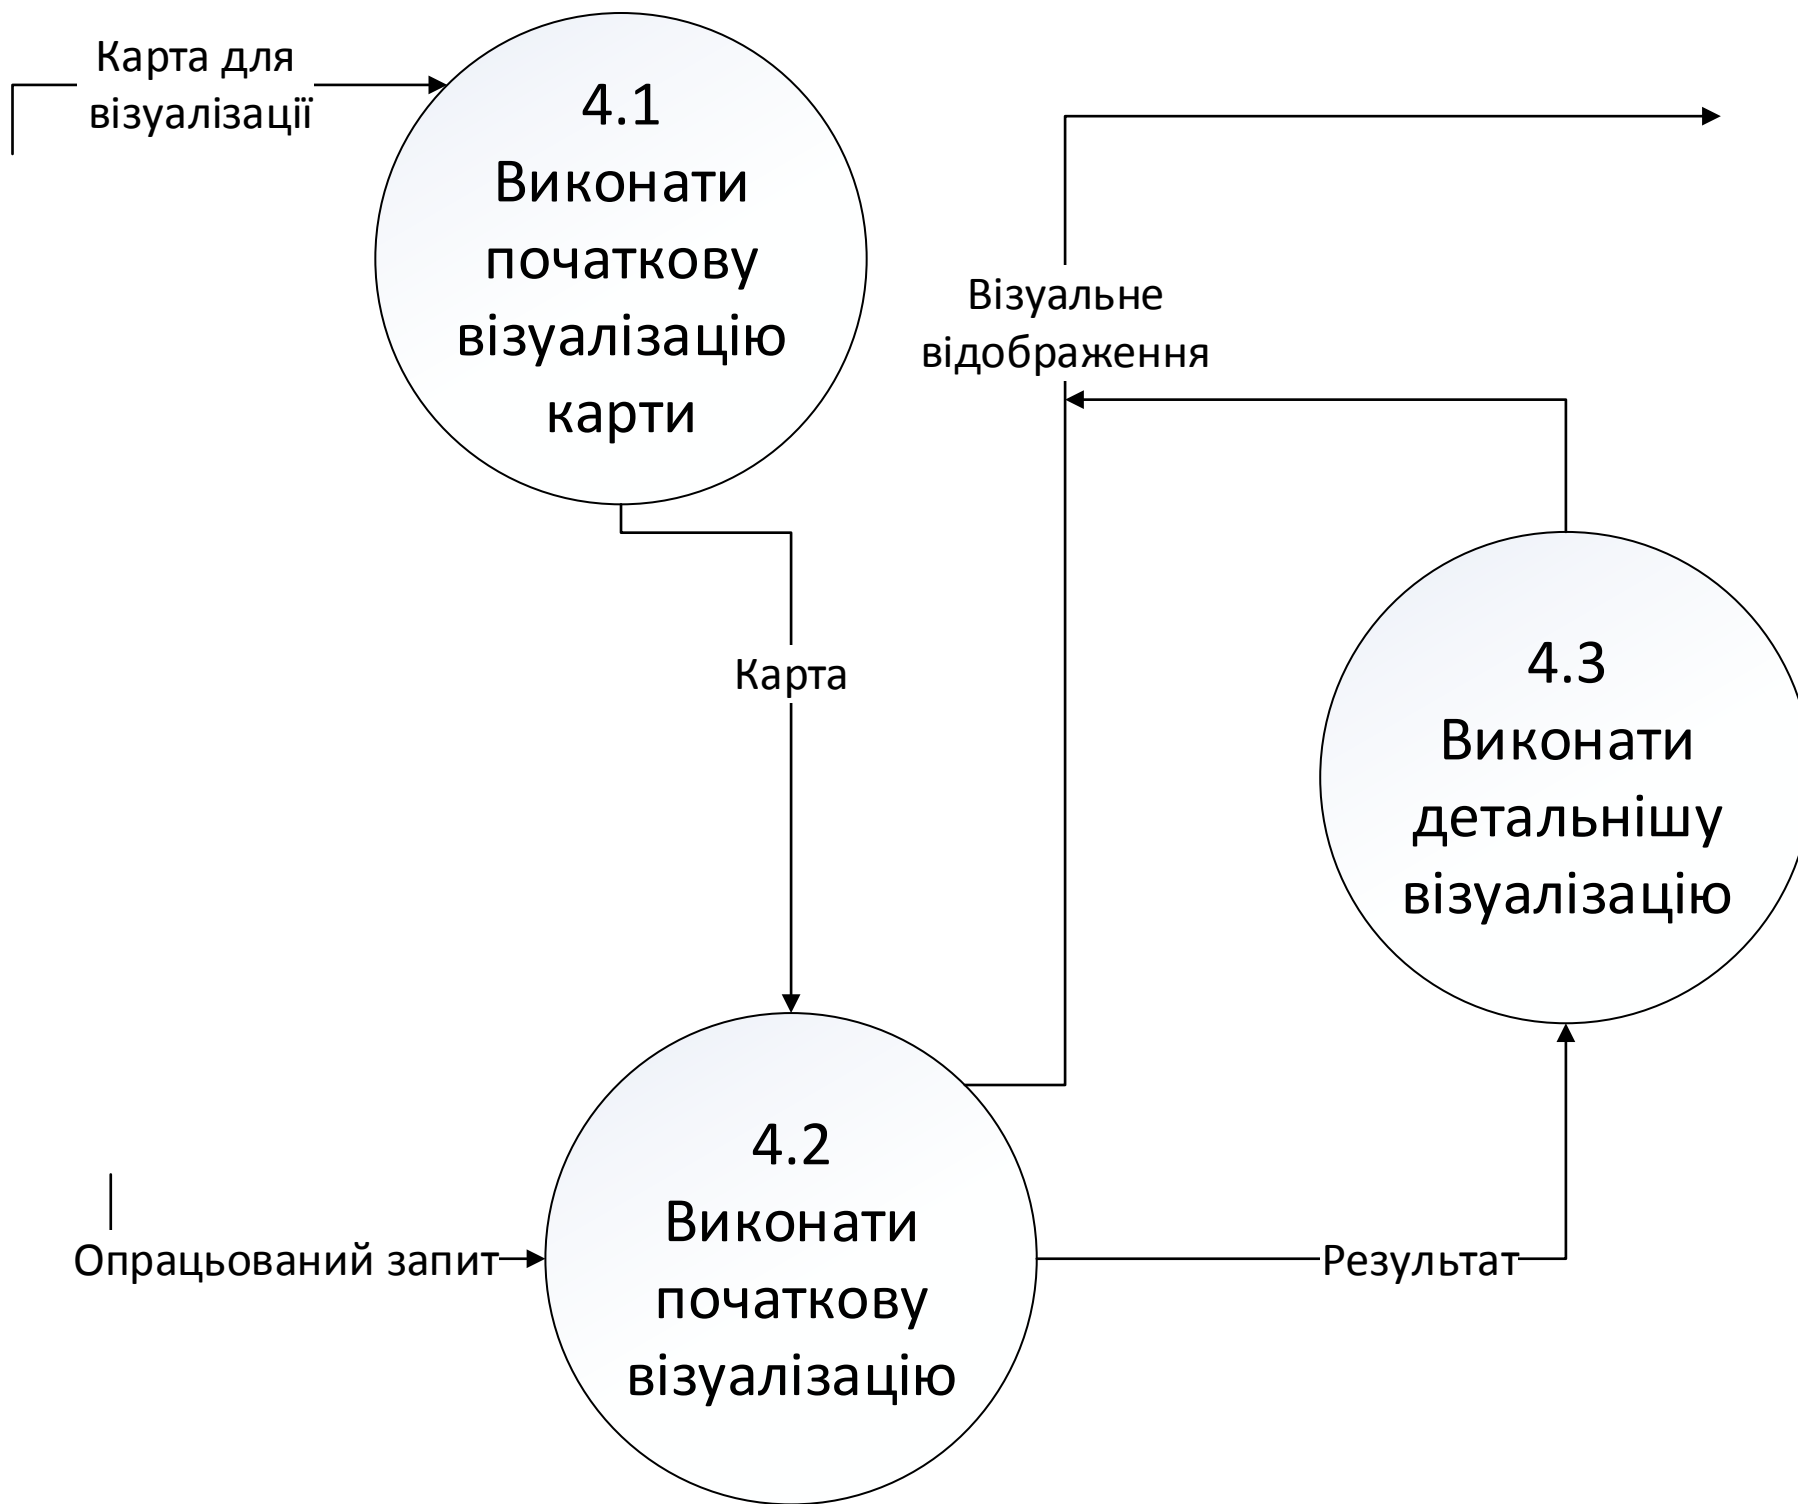 Карта для
візуалізації
4.1
Виконати
початкову
візуалізацію
карти
Візуальне
відображення
Карта
4.3
Виконати
детальнішу
візуалізацію
4.2
Виконати
початкову
візуалізацію
Опрацьований запит
Результат